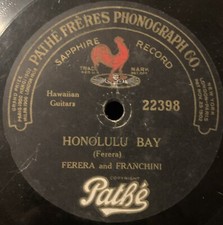 PATHÉ FRÈRES PHONOGRAPH CO.
SAPPHIRE RECORD
TRADE MARK
Hawaiian
Guitars
22398
HONOLULU BAY
(Ferera)
FERERA and FRANCHINI
Pathé